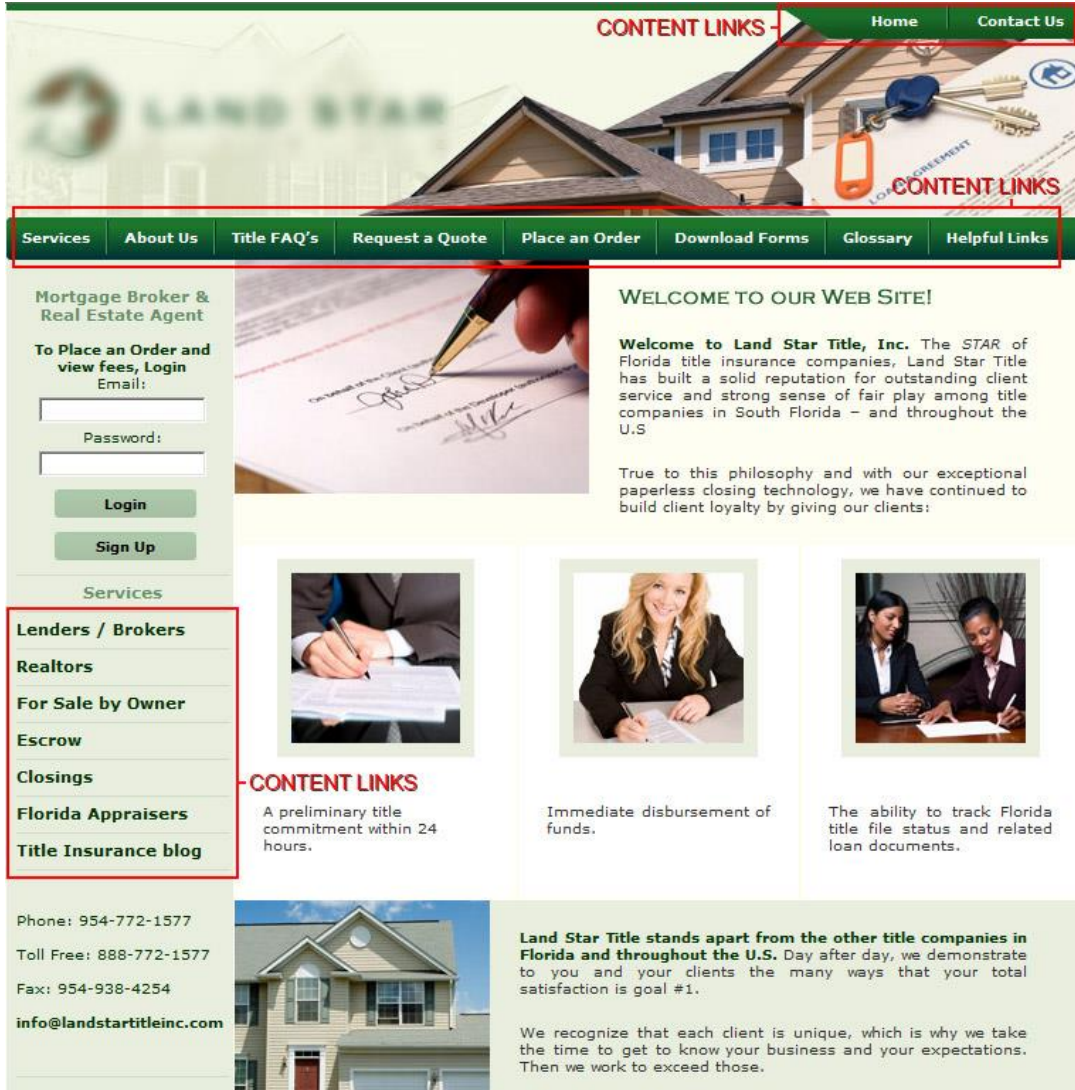 CONTENT LINKS
Home
Contact Us
LAND STAR
LOAN AGREEMENT
CONTENT LINKS
Services
About Us
Title FAQ's
Request a Quote
Place an Order
Download Forms
Glossary
Helpful Links
Mortgage Broker &
Real Estate Agent
To Place an Order and
view fees, Login
Email:
Password:
Login
Sign Up
Services
Lenders / Brokers
Realtors
For Sale by Owner
Escrow
Closings
Florida Appraisers
Title Insurance blog
Phone: 954-772-1577
Toll Free: 888-772-1577
Fax: 954-938-4254
info@landstartitleinc.com
WELCOME TO OUR WEB SITE!
Welcome to Land Star Title, Inc. The STAR of
Florida title insurance companies, Land Star Title
has built a solid reputation for outstanding client
service and strong sense of fair play among title
companies in South Florida – and throughout the
U.S
True to this philosophy and with our exceptional
paperless closing technology, we have continued to
build client loyalty by giving our clients:
CONTENT LINKS
A preliminary title
commitment within 24
hours.
Immediate disbursement of
funds.
The ability to track Florida
title file status and related
loan documents.
Land Star Title stands apart from the other title companies in
Florida and throughout the U.S. Day after day, we demonstrate
to you and your clients the many ways that your total
satisfaction is goal #1.
We recognize that each client is unique, which is why we take
the time to get to know your business and your expectations.
Then we work to exceed those.